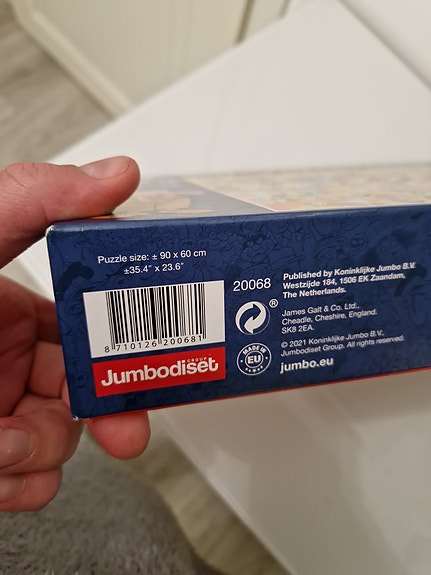 Puzzle size: ± 90 x 60 cm
±35.4" x 23.6"
8 710126 200681
GROUP
Jumbodiset
20068
®
MADE IN
EU
Published by Koninklijke Jumbo B.V.
Westzijde 184, 1506 EK Zaandam,
The Netherlands.
James Galt & Co. Ltd.,
Cheadle, Cheshire, England.
SK8 2EA.
© 2021 Koninklijke Jumbo B.V.,
Jumbodiset Group. All rights reserved.
jumbo.eu